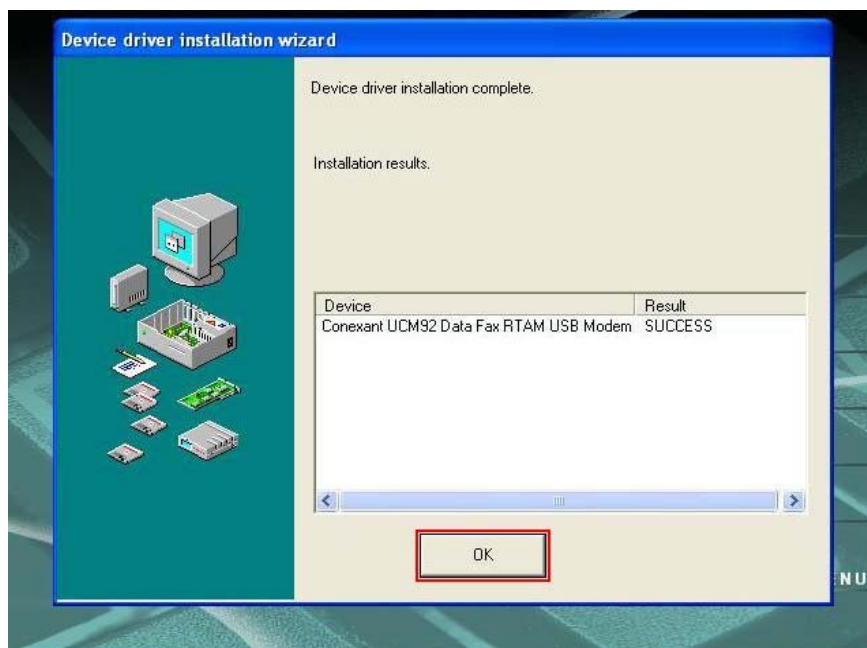 Device driver installation wizard
Device driver installation complete.
Installation results.
Device Result
Conexant UCM92 Data Fax RTAM USB Modem SUCCESS
OK
ENU